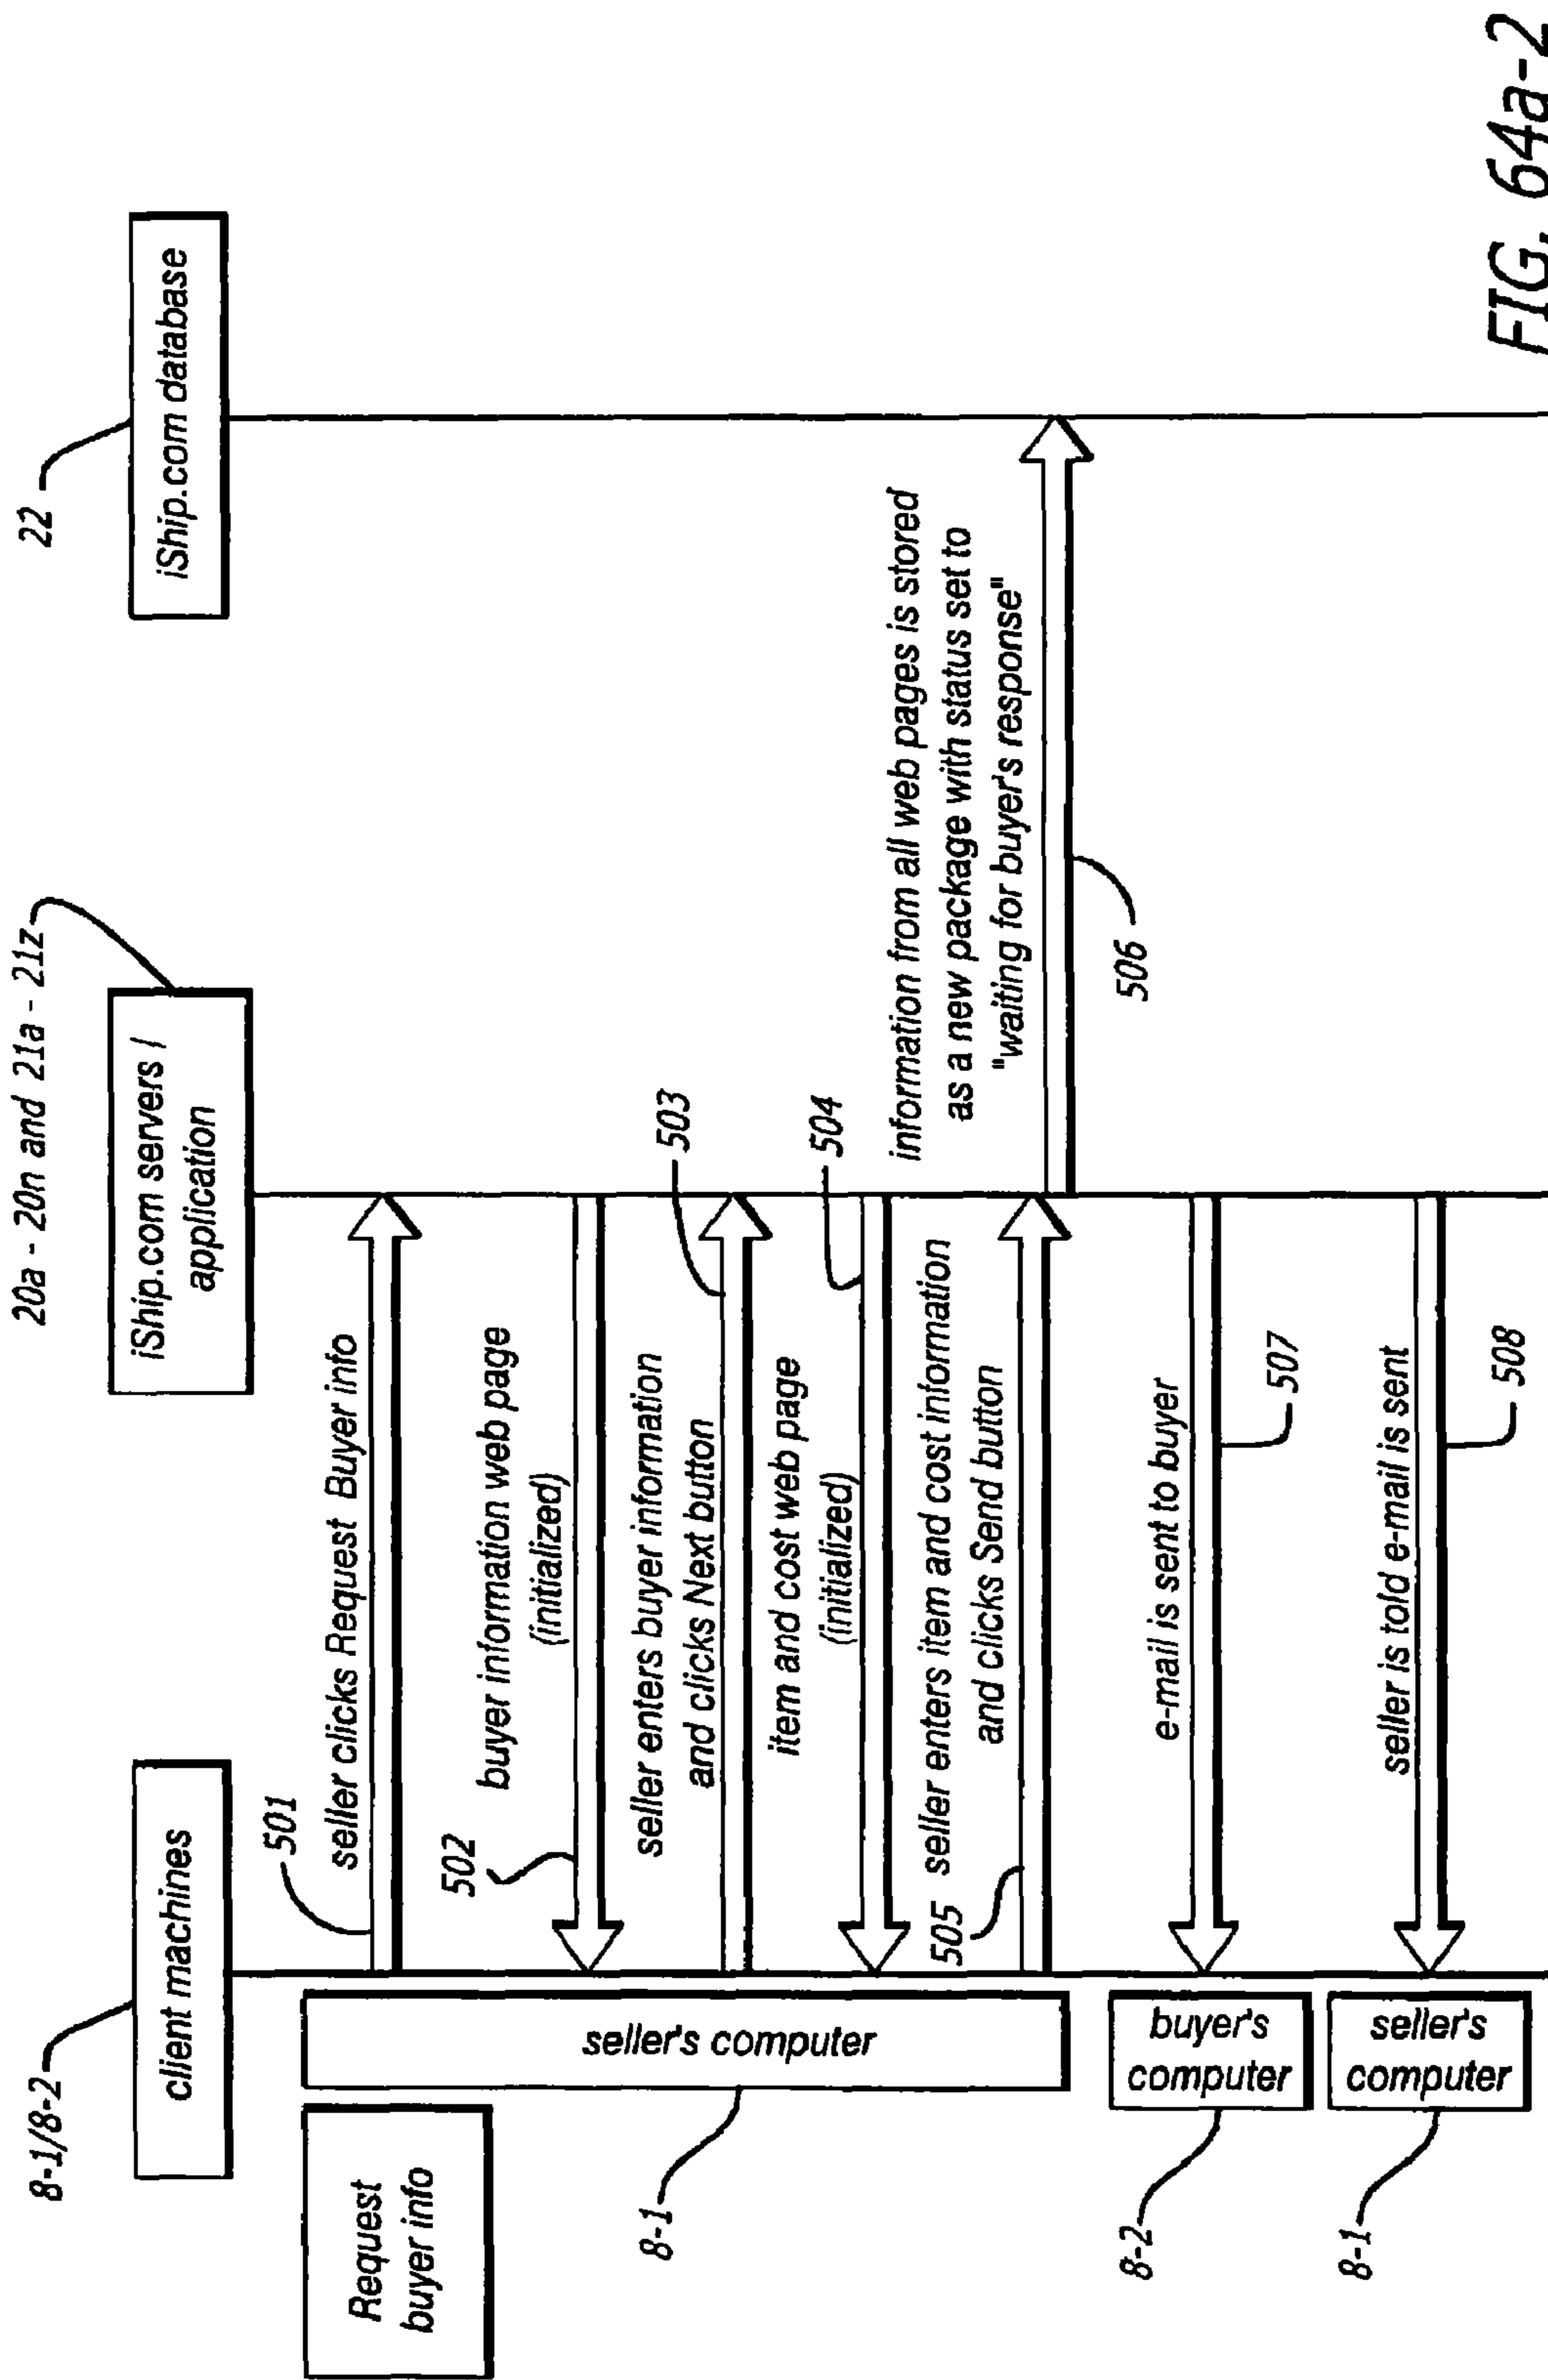 8-1/8-2
20a - 20n and 21a - 21z
22
client machines
iShip.com servers /
application
iShip.com database
Request
buyer info
8-1
seller's computer
501
seller clicks Request Buyer info
502
buyer information web page
(initialized)
seller enters buyer information
and clicks Next button
503
item and cost web page
(initialized)
504
505
seller enters item and cost information
and clicks Send button
information from all web pages is stored
as a new package with status set to
"waiting for buyer's response"
506
8-2
buyer's
computer
e-mail is sent to buyer
507
8-1
seller's
computer
seller is told e-mail is sent
508
FIG. 64a-2